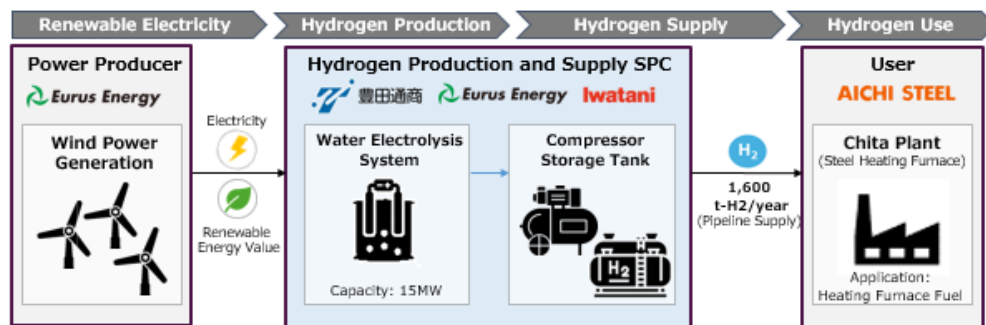 Renewable Electricity
Hydrogen Production
Hydrogen Supply
Hydrogen Use
Power Producer
Eurus Energy
Wind Power
Generation
Electricity
Renewable
Energy Value
Hydrogen Production and Supply SPC
豊田通商
Eurus Energy
Iwatani
Water Electrolysis
System
Capacity: 15MW
Compressor
Storage Tank
H2
H2
1,600
t-H2/year
(Pipeline Supply)
User
AICHI STEEL
Chita Plant
(Steel Heating Furnace)
Application:
Heating Furnace Fuel